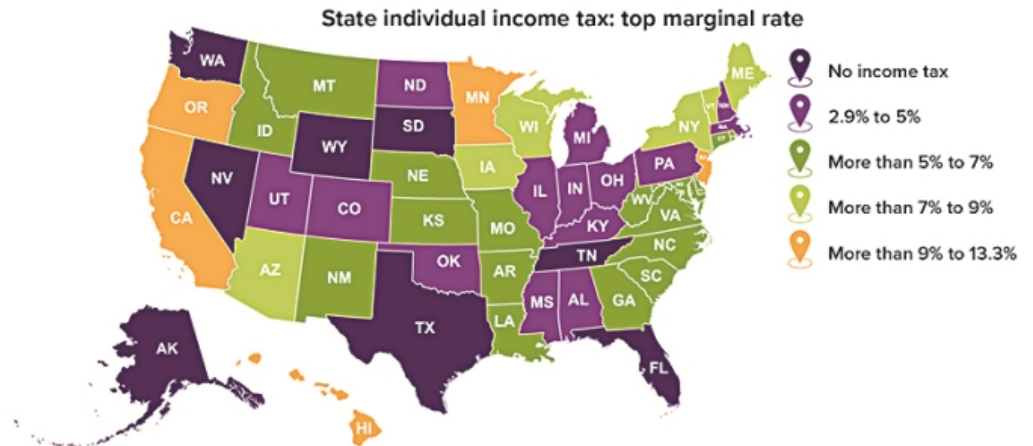 State individual income tax: top marginal rate
No income tax
2.9% to 5%
More than 5% to 7%
More than 7% to 9%
More than 9% to 13.3%
WA
MT
ND
MN
ME
OR
ID
SD
WI
VT
NH
NY
WY
MI
MA
CT
NV
NE
IA
PA
UT
CO
IL
IN
OH
CA
KS
MO
WV
VA
KY
AZ
NM
OK
AR
TN
NC
SC
MS
AL
GA
TX
LA
AK
FL
HI